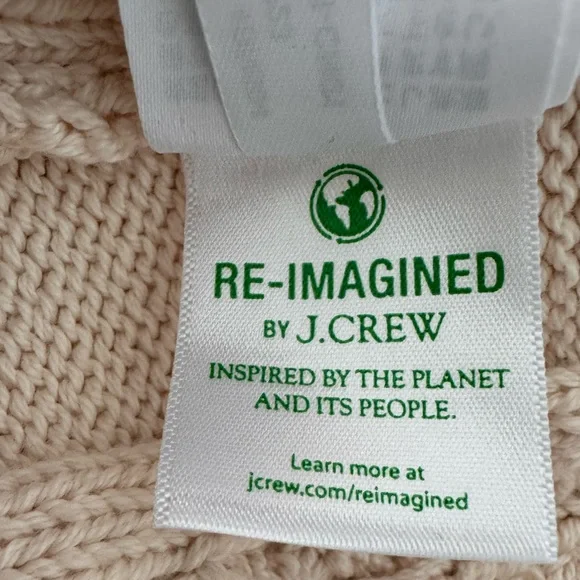 RE-IMAGINED
BY J.CREW
INSPIRED BY THE PLANET
AND ITS PEOPLE.
Learn more at
jcrew.com/reimagined